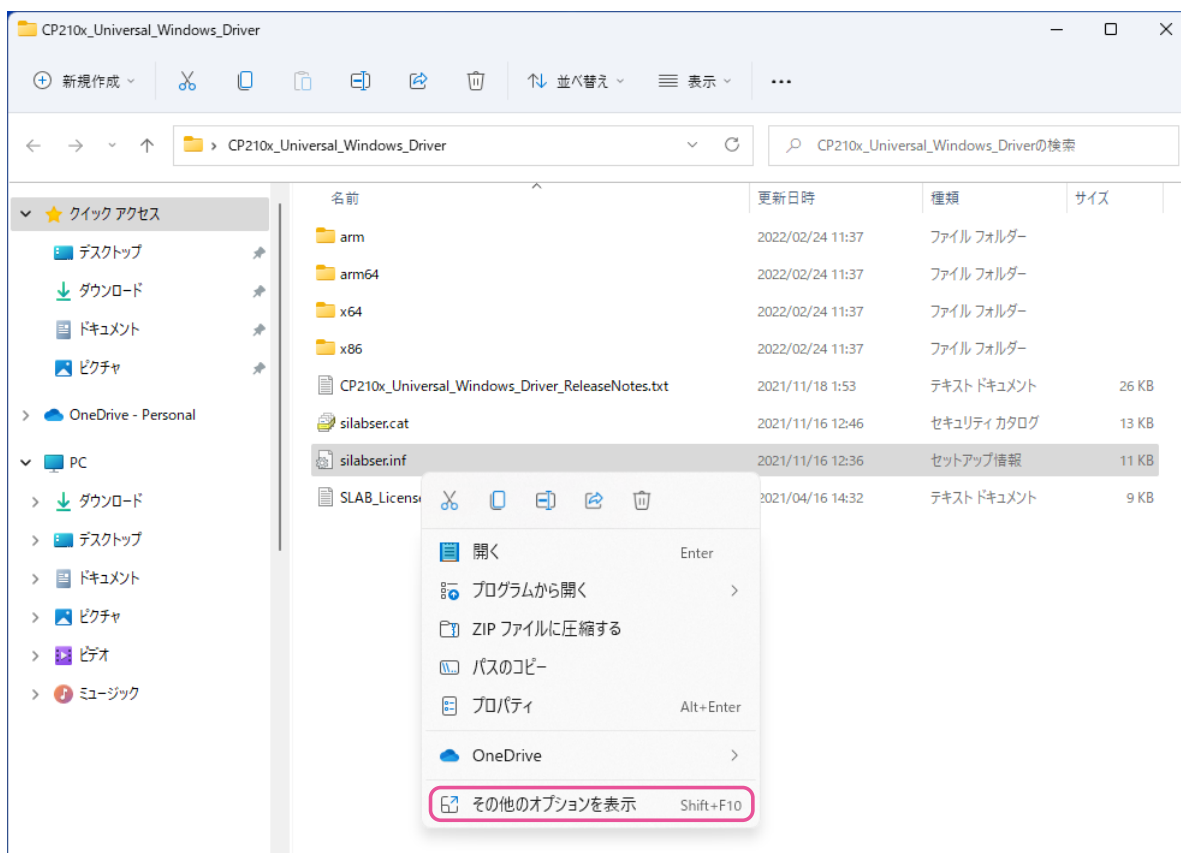 CP210x_Universal_Windows_Driver
新規作成 並べ替え 表示
CP210x_Universal_Windows_Driver CP210x_Universal_Windows_Driverの検索
名前 更新日時 種類 サイズ
クイック アクセス
デスクトップ
ダウンロード
ドキュメント
ピクチャ
OneDrive - Personal
PC
ダウンロード
デスクトップ
ドキュメント
ピクチャ
ビデオ
ミュージック
arm 2022/02/24 11:37 ファイル フォルダー
arm64 2022/02/24 11:37 ファイル フォルダー
x64 2022/02/24 11:37 ファイル フォルダー
x86 2022/02/24 11:37 ファイル フォルダー
CP210x_Universal_Windows_Driver_ReleaseNotes.txt 2021/11/18 1:53 テキスト ドキュメント 26 KB
silabser.cat 2021/11/16 12:46 セキュリティ カタログ 13 KB
silabser.inf 2021/11/16 12:36 セットアップ情報 11 KB
SLAB_License 2021/04/16 14:32 テキスト ドキュメント 9 KB
開く Enter
プログラムから開く
ZIP ファイルに圧縮する
パスのコピー
プロパティ Alt+Enter
OneDrive
その他のオプションを表示 Shift+F10